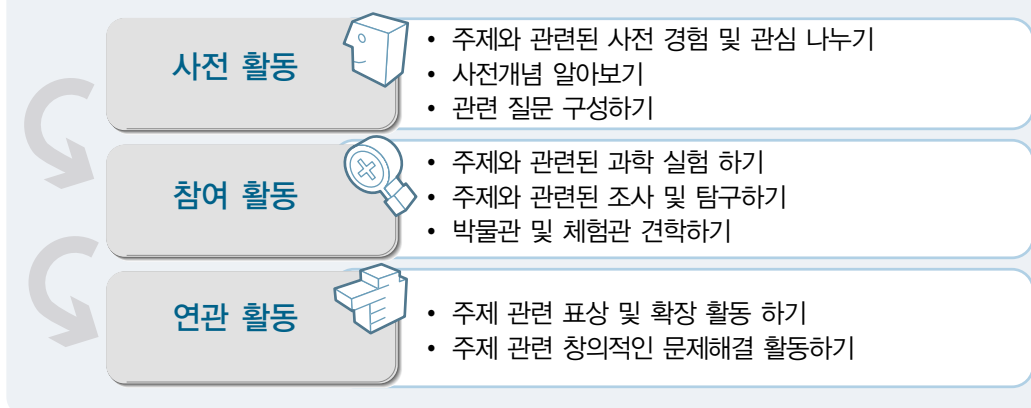 사전 활동
• 주제와 관련된 사전 경험 및 관심 나누기
• 사전개념 알아보기
• 관련 질문 구성하기
참여 활동
• 주제와 관련된 과학 실험 하기
• 주제와 관련된 조사 및 탐구하기
• 박물관 및 체험관 견학하기
연관 활동
• 주제 관련 표상 및 확장 활동 하기
• 주제 관련 창의적인 문제해결 활동하기